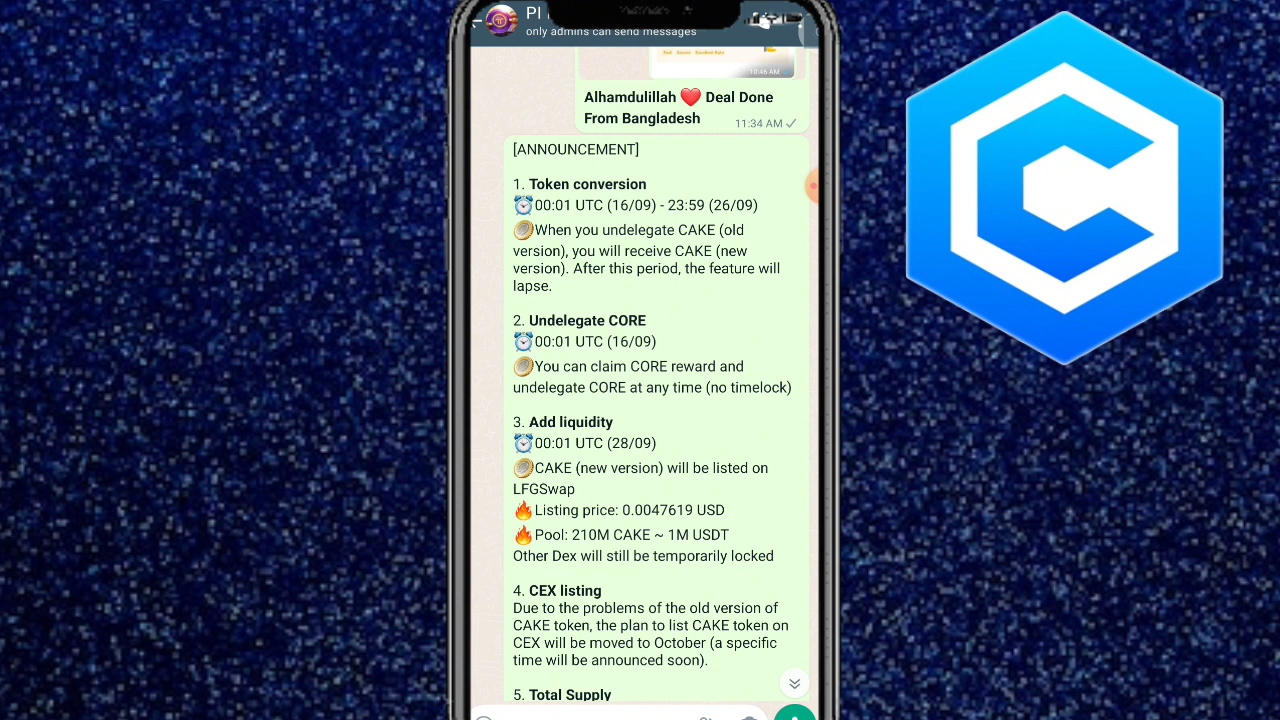 PI
only admins can send messages
10:46 AM
Alhamdulillah ❤️ Deal Done
From Bangladesh
11:34 AM
[ANNOUNCEMENT]
1. Token conversion
⏰00:01 UTC (16/09) - 23:59 (26/09)
🪙When you undelegate CAKE (old
version), you will receive CAKE (new
version). After this period, the feature will
lapse.
2. Undelegate CORE
⏰00:01 UTC (16/09)
🪙You can claim CORE reward and
undelegate CORE at any time (no timelock)
3. Add liquidity
⏰00:01 UTC (28/09)
🪙CAKE (new version) will be listed on
LFGSwap
🔥Listing price: 0.0047619 USD
🔥Pool: 210M CAKE ~ 1M USDT
Other Dex will still be temporarily locked
4. CEX listing
Due to the problems of the old version of
CAKE token, the plan to list CAKE token on
CEX will be moved to October (a specific
time will be announced soon).
5. Total Supply